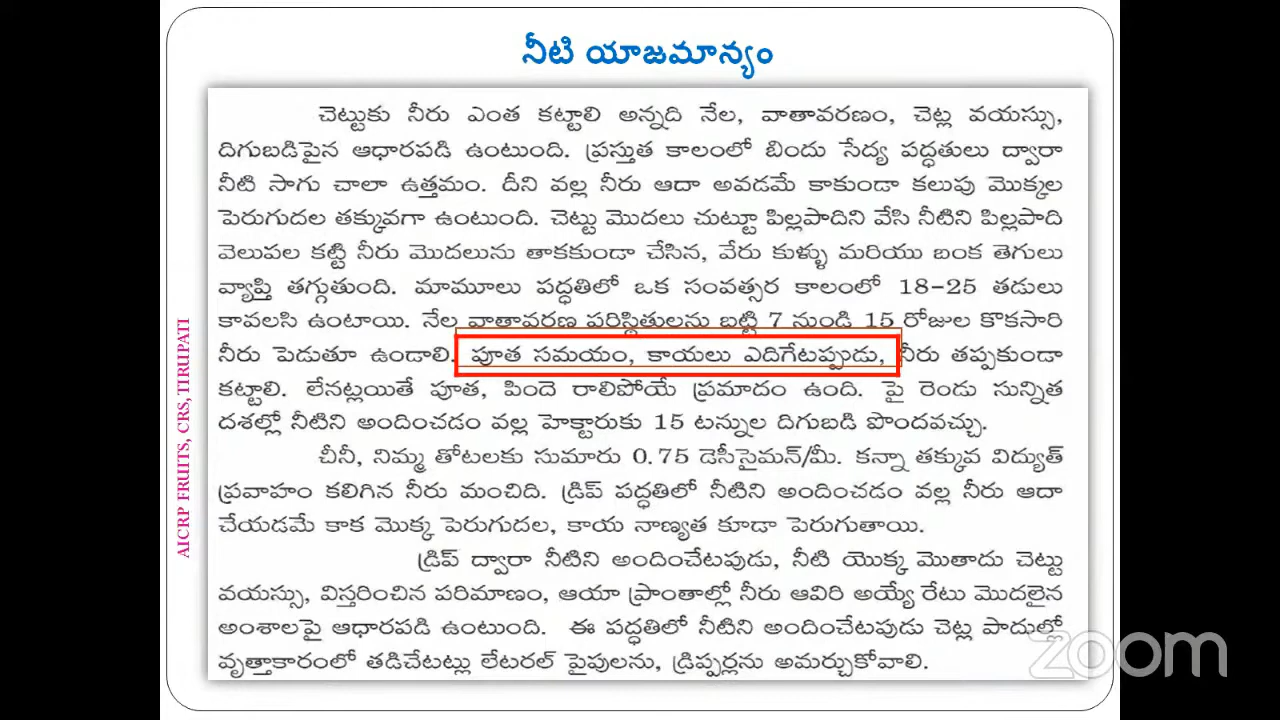 నీటి యాజమాన్యం
చెట్టుకు నీరు ఎంత కట్టాలి అన్నది నేల, వాతావరణం, చెట్ల వయస్సు,
దిగుబడిపైన ఆధారపడి ఉంటుంది. ప్రస్తుత కాలంలో బిందు సేద్య పద్ధతులు ద్వారా
నీటి సాగు చాలా ఉత్తమం. దీని వల్ల నీరు ఆదా అవడమే కాకుండా కలుపు మొక్కల
పెరుగుదల తక్కువగా ఉంటుంది. చెట్టు మొదలు చుట్టూ పిల్లపాదిని వేసి నీటిని పిల్లపాది
వెలుపల కట్టి నీరు మొదలును తాకకుండా చేసిన, వేరు కుళ్ళు మరియు బంక తెగులు
వ్యాప్తి తగ్గుతుంది. మామూలు పద్ధతిలో ఒక సంవత్సర కాలంలో 18-25 తడులు
కావలసి ఉంటాయి. నేల వాతావరణ పరిస్థితులను బట్టి 7 నుండి 15 రోజుల కొకసారి
నీరు పెడుతూ ఉండాలి. పూత సమయం, కాయలు ఎదిగేటప్పుడు, నీరు తప్పకుండా
కట్టాలి. లేనట్లయితే పూత, పిందె రాలిపోయే ప్రమాదం ఉంది. పై రెండు సున్నిత
దశల్లో నీటిని అందించడం వల్ల హెక్టారుకు 15 టన్నుల దిగుబడి పొందవచ్చు.
చీనీ, నిమ్మ తోటలకు సుమారు 0.75 డెసీసైమన్/మీ. కన్నా తక్కువ విద్యుత్
ప్రవాహం కలిగిన నీరు మంచిది. డ్రిప్ పద్ధతిలో నీటిని అందించడం వల్ల నీరు ఆదా
చేయడమే కాక మొక్క పెరుగుదల, కాయ నాణ్యత కూడా పెరుగుతాయి.
డ్రిప్ ద్వారా నీటిని అందించేటపుడు, నీటి యొక్క మొతాదు చెట్టు
వయస్సు, విస్తరించిన పరిమాణం, ఆయా ప్రాంతాల్లో నీరు ఆవిరి అయ్యే రేటు మొదలైన
అంశాలపై ఆధారపడి ఉంటుంది. ఈ పద్ధతిలో నీటిని అందించేటపుడు చెట్ల పాదుల్లో
వృత్తాకారంలో తడిచేటట్లు లేటరల్ పైపులను, డ్రిప్పర్లను అమర్చుకోవాలి.
AICRP FRUITS, CRS, TIRUPATI
zoom